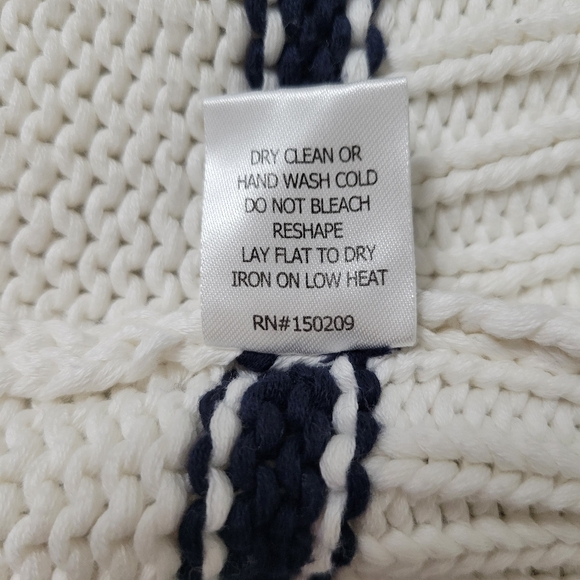 DRY CLEAN OR
HAND WASH COLD
DO NOT BLEACH
RESHAPE
LAY FLAT TO DRY
IRON ON LOW HEAT
RN#150209